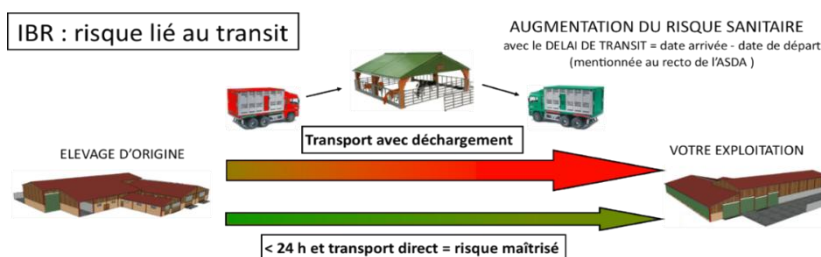 IBR : risque lié au transit
AUGMENTATION DU RISQUE SANITAIRE
avec le DELAI DE TRANSIT = date arrivée - date de départ
(mentionnée au recto de l'ASDA )
Transport avec déchargement
ELEVAGE D'ORIGINE
VOTRE EXPLOITATION
< 24 h et transport direct = risque maîtrisé